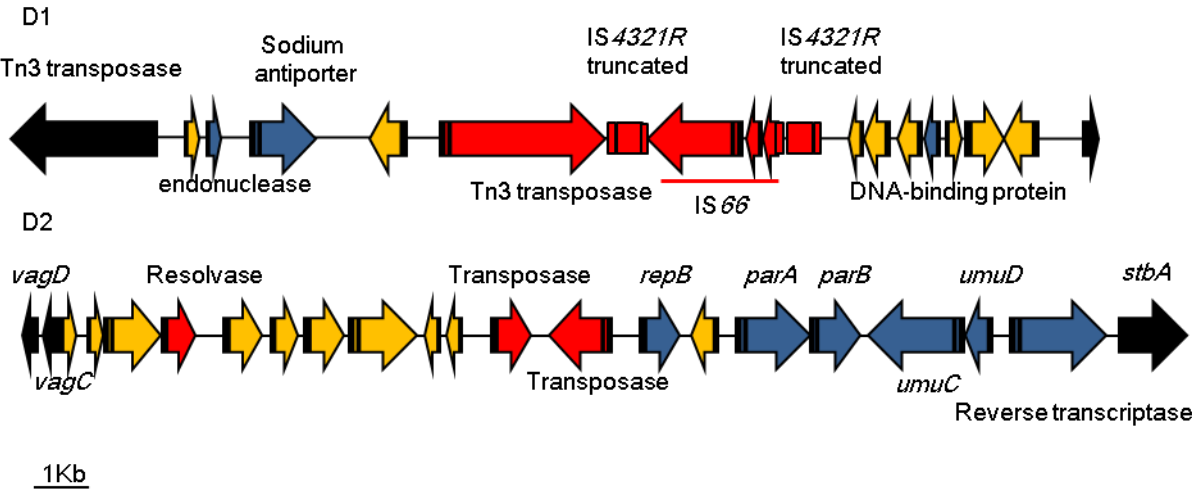 D1
Tn3 transposase
Sodium
antiporter
IS4321R
truncated
IS4321R
truncated
endonuclease
Tn3 transposase
IS66
DNA-binding protein
D2
vagD
Resolvase
Transposase
repB
parA
parB
umuD
stbA
vagC
Transposase
umuC
Reverse transcriptase
1Kb